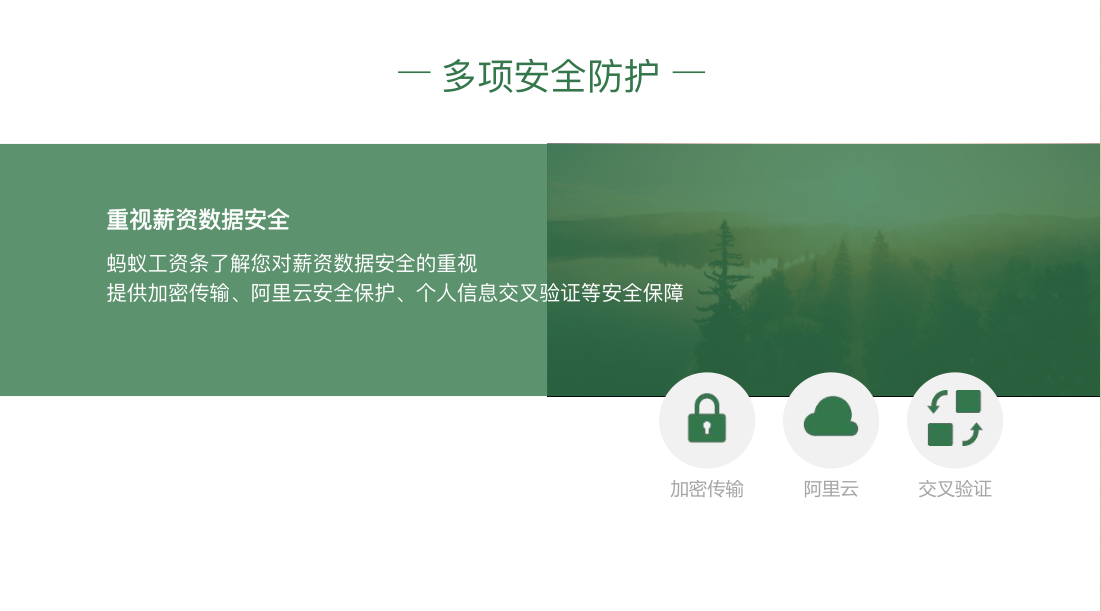 — 多项安全防护 —
重视薪资数据安全
蚂蚁工资条了解您对薪资数据安全的重视
提供加密传输、阿里云安全保护、个人信息交叉验证等安全保障
加密传输
阿里云
交叉验证